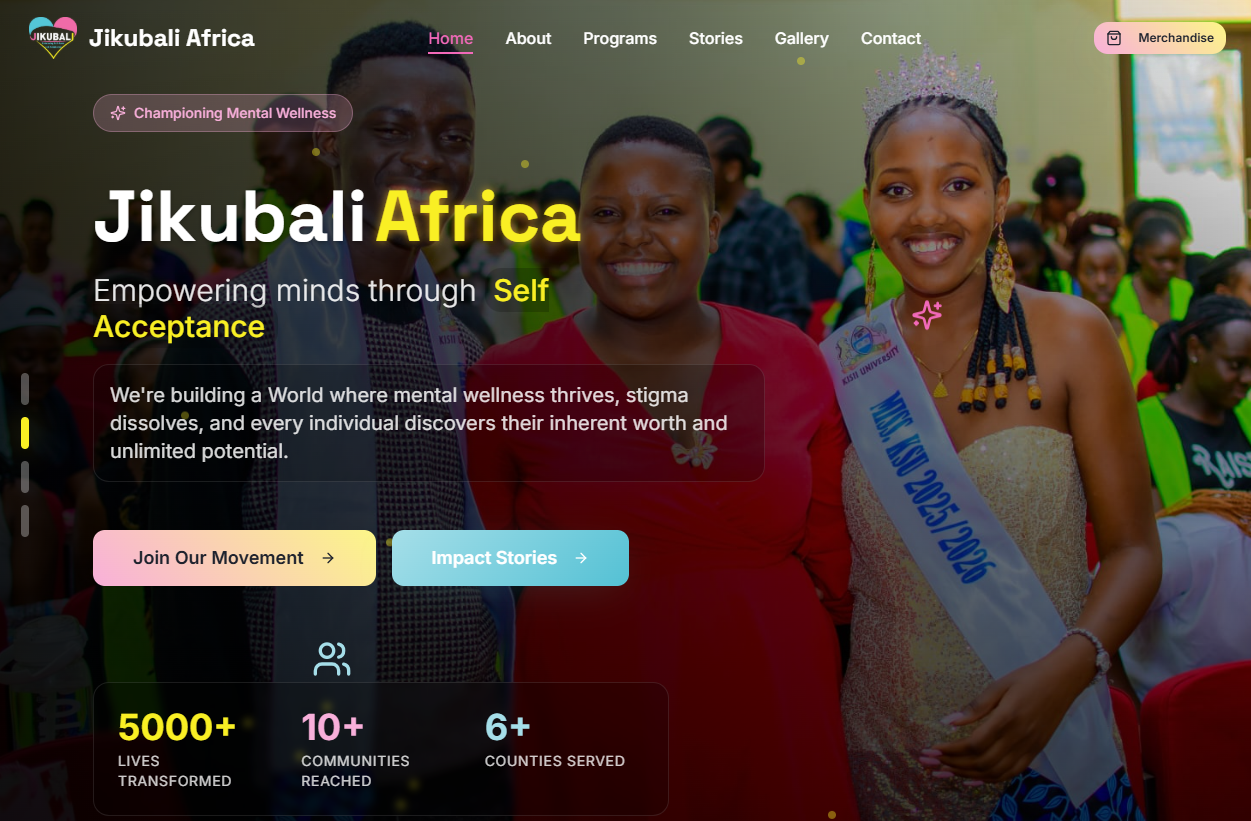 JIKUBALI
Jikubali Africa
Home
About
Programs
Stories
Gallery
Contact
Merchandise
Championing Mental Wellness
Jikubali Africa
Empowering minds through Self
Acceptance
We're building a World where mental wellness thrives, stigma
dissolves, and every individual discovers their inherent worth and
unlimited potential.
Join Our Movement
Impact Stories
5000+
LIVES
TRANSFORMED
10+
COMMUNITIES
REACHED
6+
COUNTIES SERVED
KISII UNIVERSITY
MISS. KSU 2025/2026